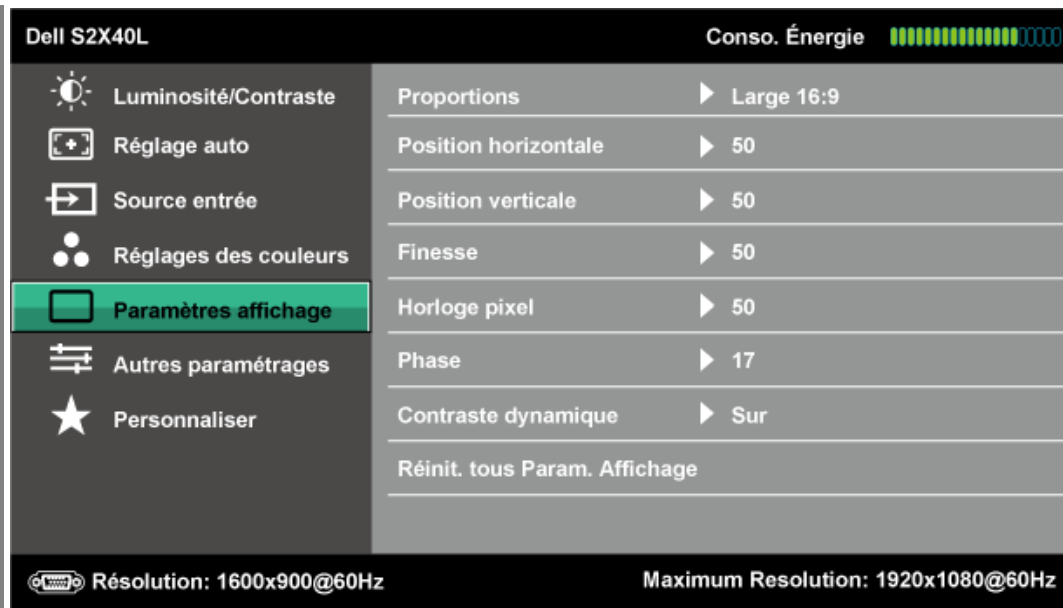 Dell S2X40L Conso. Énergie
Luminosité/Contraste Proportions Large 16:9
Réglage auto Position horizontale 50
Source entrée Position verticale 50
Réglages des couleurs Finesse 50
Paramètres affichage Horloge pixel 50
Autres paramétrages Phase 17
Personnaliser Contraste dynamique Sur
Réinit. tous Param. Affichage
Résolution: 1600x900@60Hz Maximum Resolution: 1920x1080@60Hz